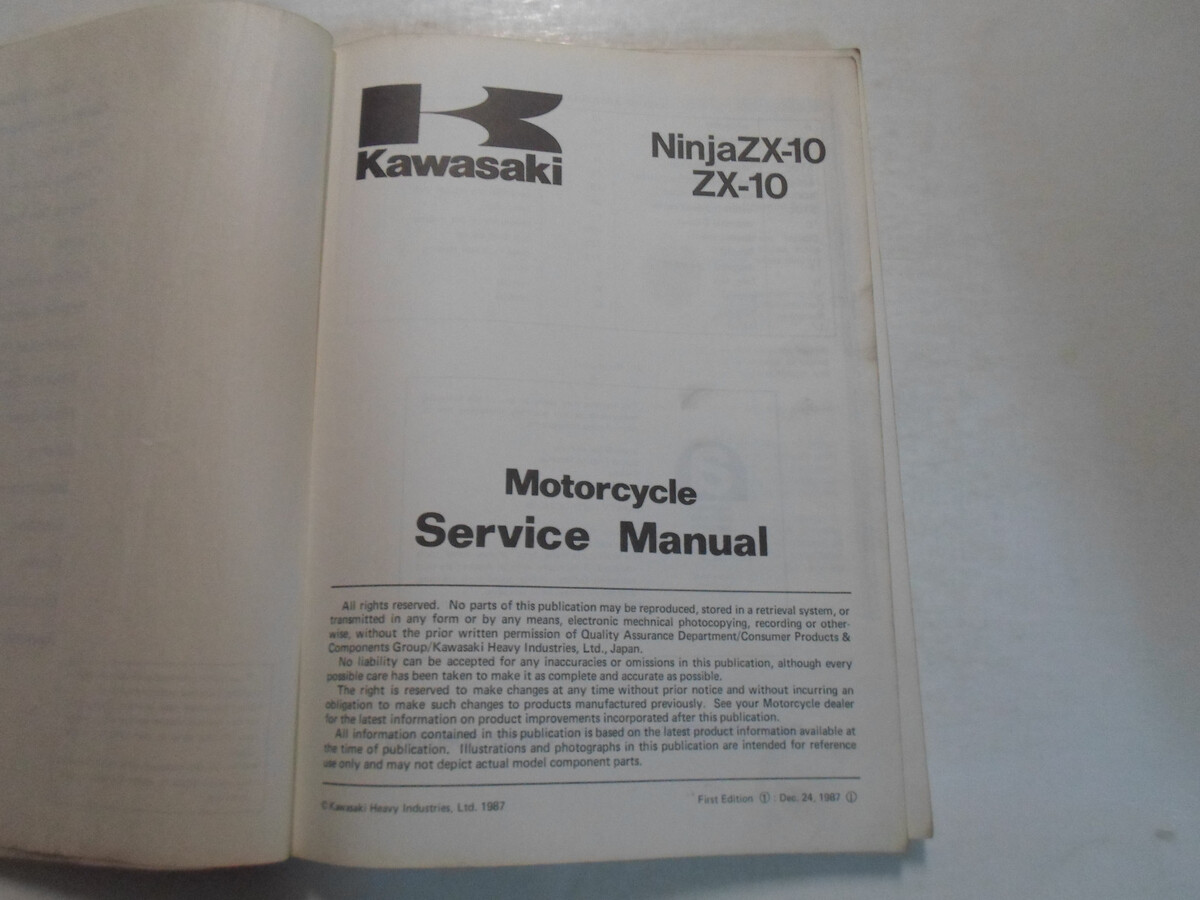 Kawasaki
NinjaZX-10
ZX-10
Motorcycle
Service Manual
All rights reserved. No parts of this publication may be reproduced, stored in a retrieval system, or
transmitted in any form or by any means, electronic mechnical photocopying, recording or other-
wise, without the prior written permission of Quality Assurance Department/Consumer Products &
Components Group/Kawasaki Heavy Industries, Ltd., Japan.
No liability can be accepted for any inaccuracies or omissions in this publication, although every
possible care has been taken to make it as complete and accurate as possible.
The right is reserved to make changes at any time without prior notice and without incurring an
obligation to make such changes to products manufactured previously. See your Motorcycle dealer
for the latest information on product improvements incorporated after this publication.
All information contained in this publication is based on the latest product information available at
the time of publication. Illustrations and photographs in this publication are intended for reference
use only and may not depict actual model component parts.
©Kawasaki Heavy Industries, Ltd. 1987
First Edition ① : Dec. 24, 1987 ⓘ